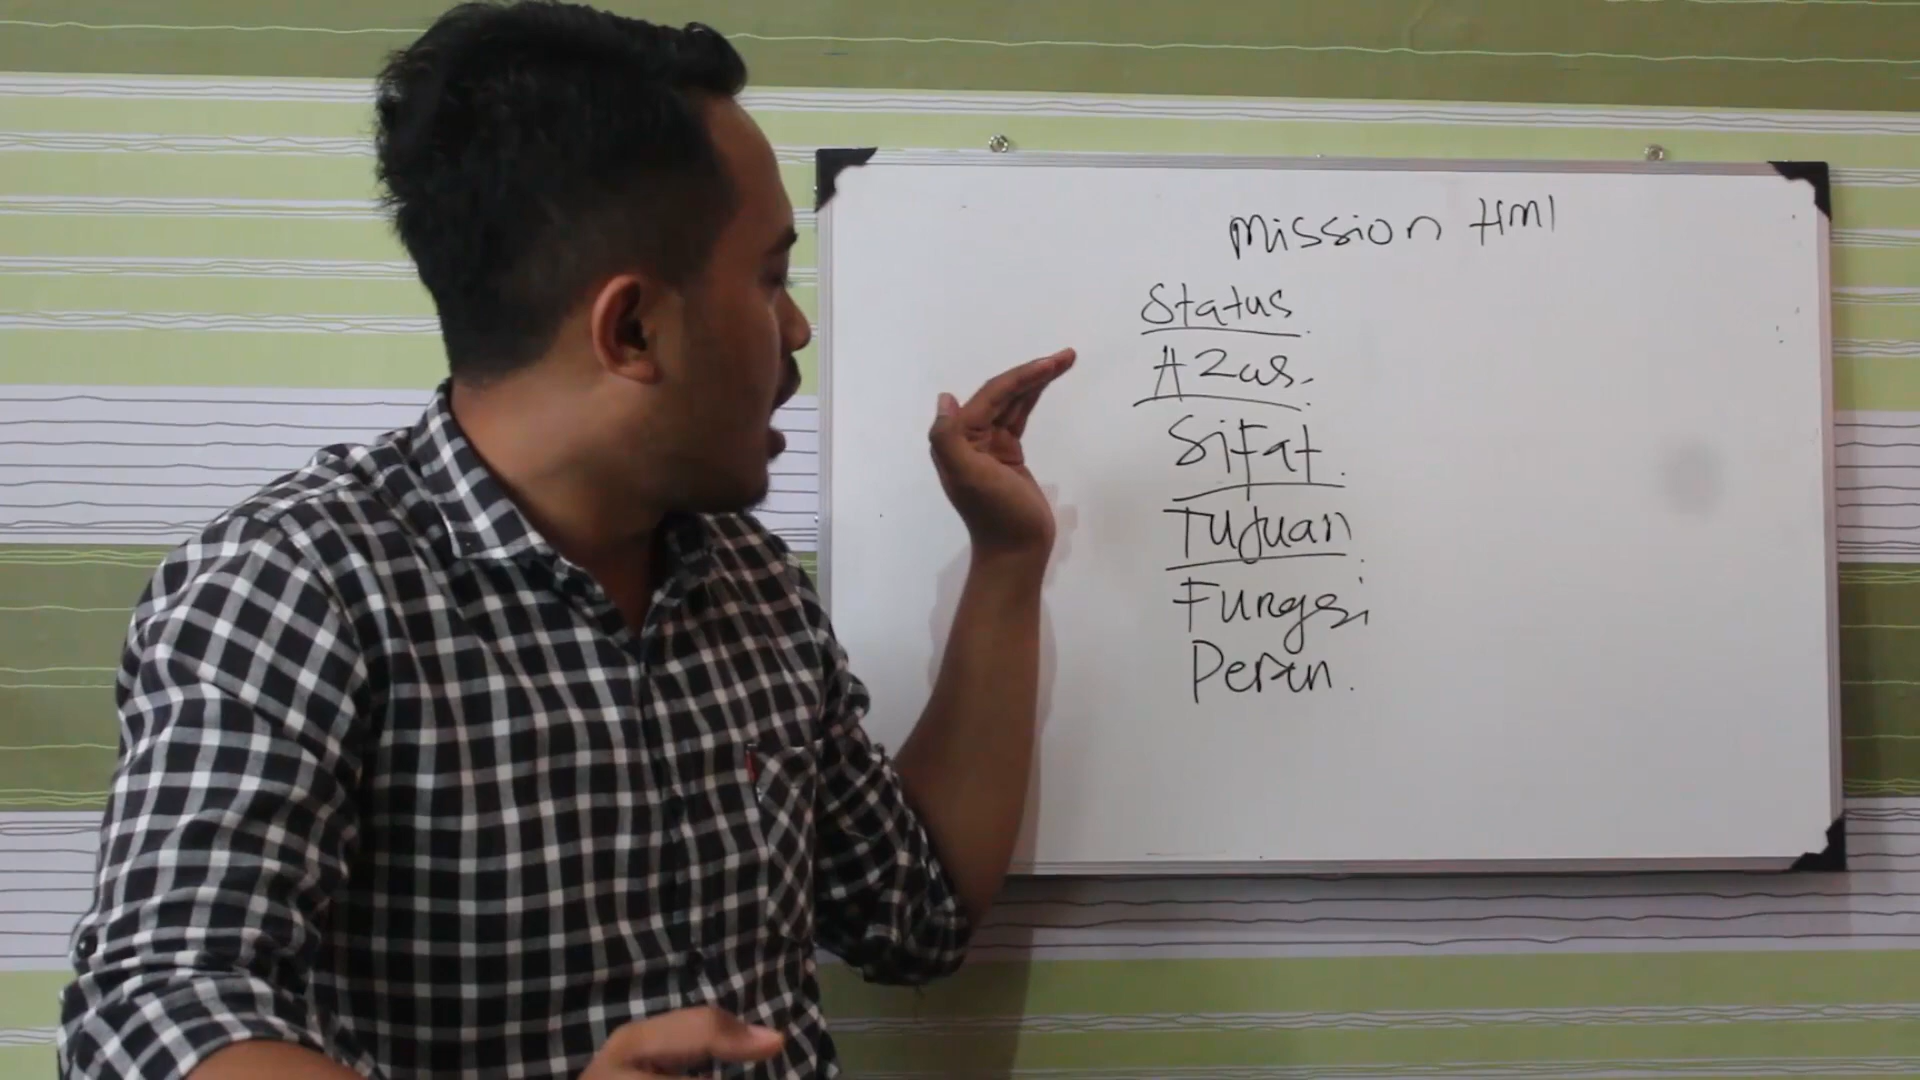 Mission HMI
Status
AZas.
Sifat.
Tujuan
Fungsi
Peran.